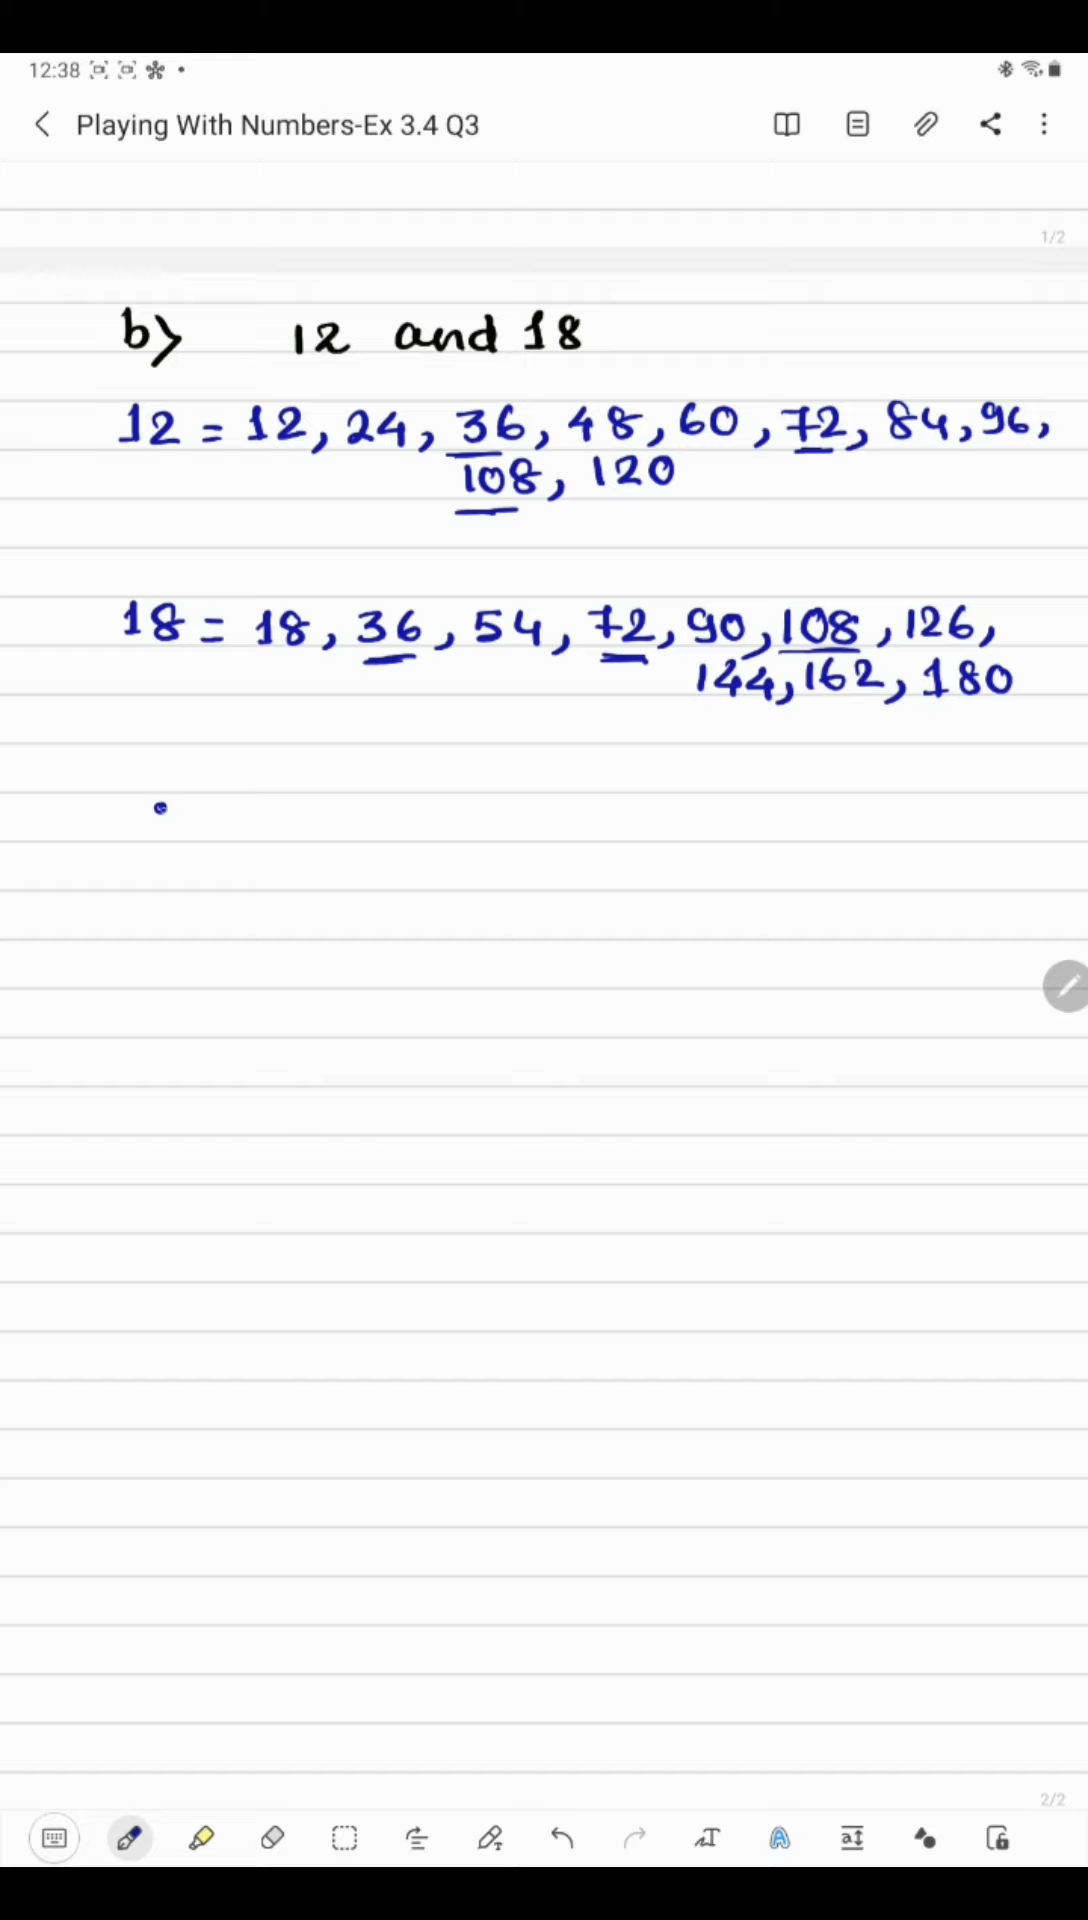 12:38
Playing With Numbers-Ex 3.4 Q3
1/2
b) 12 and 18
12 = 12, 24, 36, 48, 60, 72, 84, 96,
108, 120
18 = 18, 36, 54, 72, 90, 108, 126,
144, 162, 180
2/2